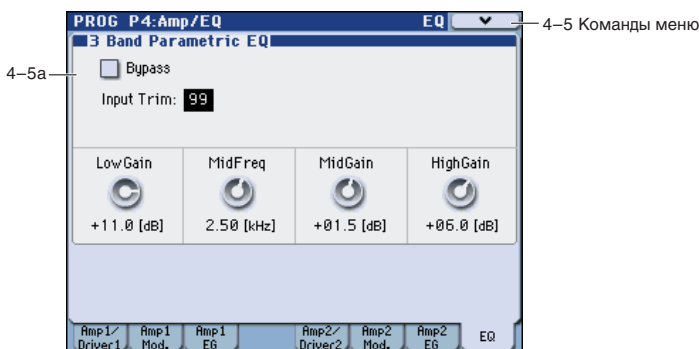 PROG P4:Amp/EQ EQ
4–5 Команды меню
3 Band Parametric EQ
4–5a
Bypass
Input Trim: 99
LowGain MidFreq MidGain HighGain
+11.0 [dB] 2.50 [kHz] +01.5 [dB] +06.0 [dB]
Amp1/ Amp1 Amp1 Amp2/ Amp2 Amp2 EQ
Driver1 Mod. EG Driver2 Mod. EG